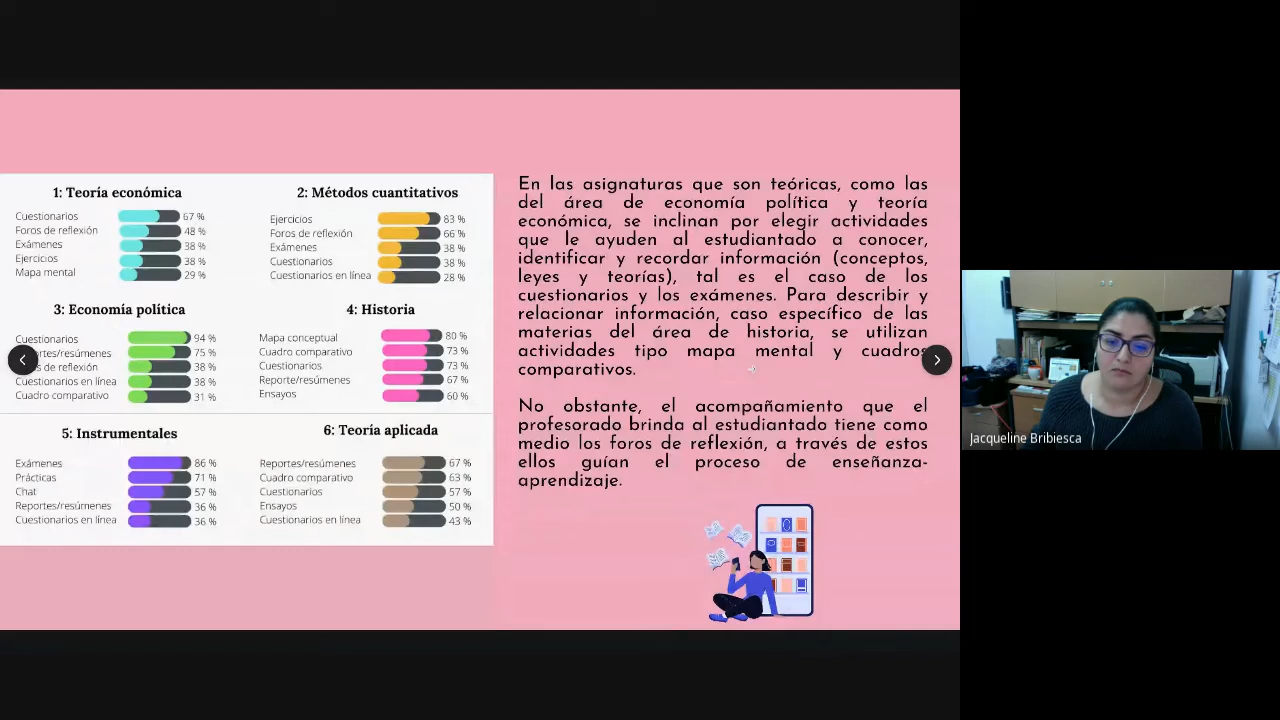 1: Teoría económica
Cuestionarios 67 %
Foros de reflexión 48 %
Exámenes 38 %
Ejercicios 38 %
Mapa mental 29 %
2: Métodos cuantitativos
Ejercicios 83 %
Foros de reflexión 66 %
Exámenes 38 %
Cuestionarios 38 %
Cuestionarios en línea 28 %
3: Economía política
Cuestionarios 94 %
ortes/resúmenes 75 %
os de reflexión 38 %
Cuestionarios en línea 38 %
Cuadro comparativo 31 %
4: Historia
Mapa conceptual 80 %
Cuadro comparativo 73 %
Cuestionarios 73 %
Reporte/resúmenes 67 %
Ensayos 60 %
5: Instrumentales
Exámenes 86 %
Prácticas 71 %
Chat 57 %
Reportes/resúmenes 36 %
Cuestionarios en línea 36 %
6: Teoría aplicada
Reportes/resúmenes 67 %
Cuadro comparativo 63 %
Cuestionarios 57 %
Ensayos 50 %
Cuestionarios en línea 43 %
En las asignaturas que son teóricas, como las
del área de economía política y teoría
económica, se inclinan por elegir actividades
que le ayuden al estudiantado a conocer,
identificar y recordar información (conceptos,
leyes y teorías), tal es el caso de los
cuestionarios y los exámenes. Para describir y
relacionar información, caso específico de las
materias del área de historia, se utilizan
actividades tipo mapa mental y cuadros
comparativos.
No obstante, el acompañamiento que el
profesorado brinda al estudiantado tiene como
medio los foros de reflexión, a través de estos
ellos guían el proceso de enseñanza-
aprendizaje.
Jacqueline Bribiesca